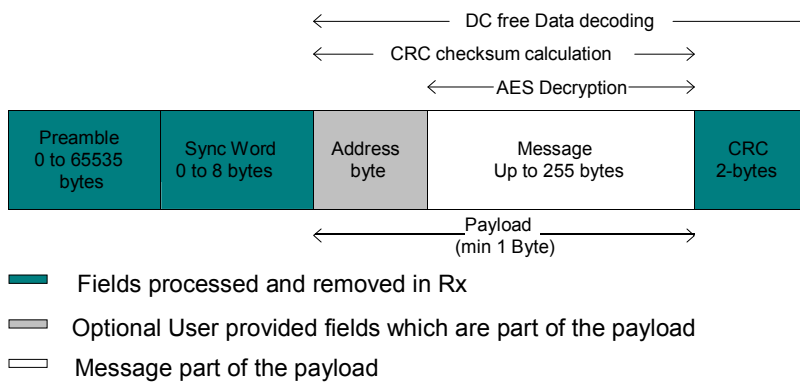 DC free Data decoding
CRC checksum calculation
AES Decryption
Preamble
0 to 65535
bytes
Sync Word
0 to 8 bytes
Address
byte
Message
Up to 255 bytes
CRC
2-bytes
Payload
(min 1 Byte)
Fields processed and removed in Rx
Optional User provided fields which are part of the payload
Message part of the payload